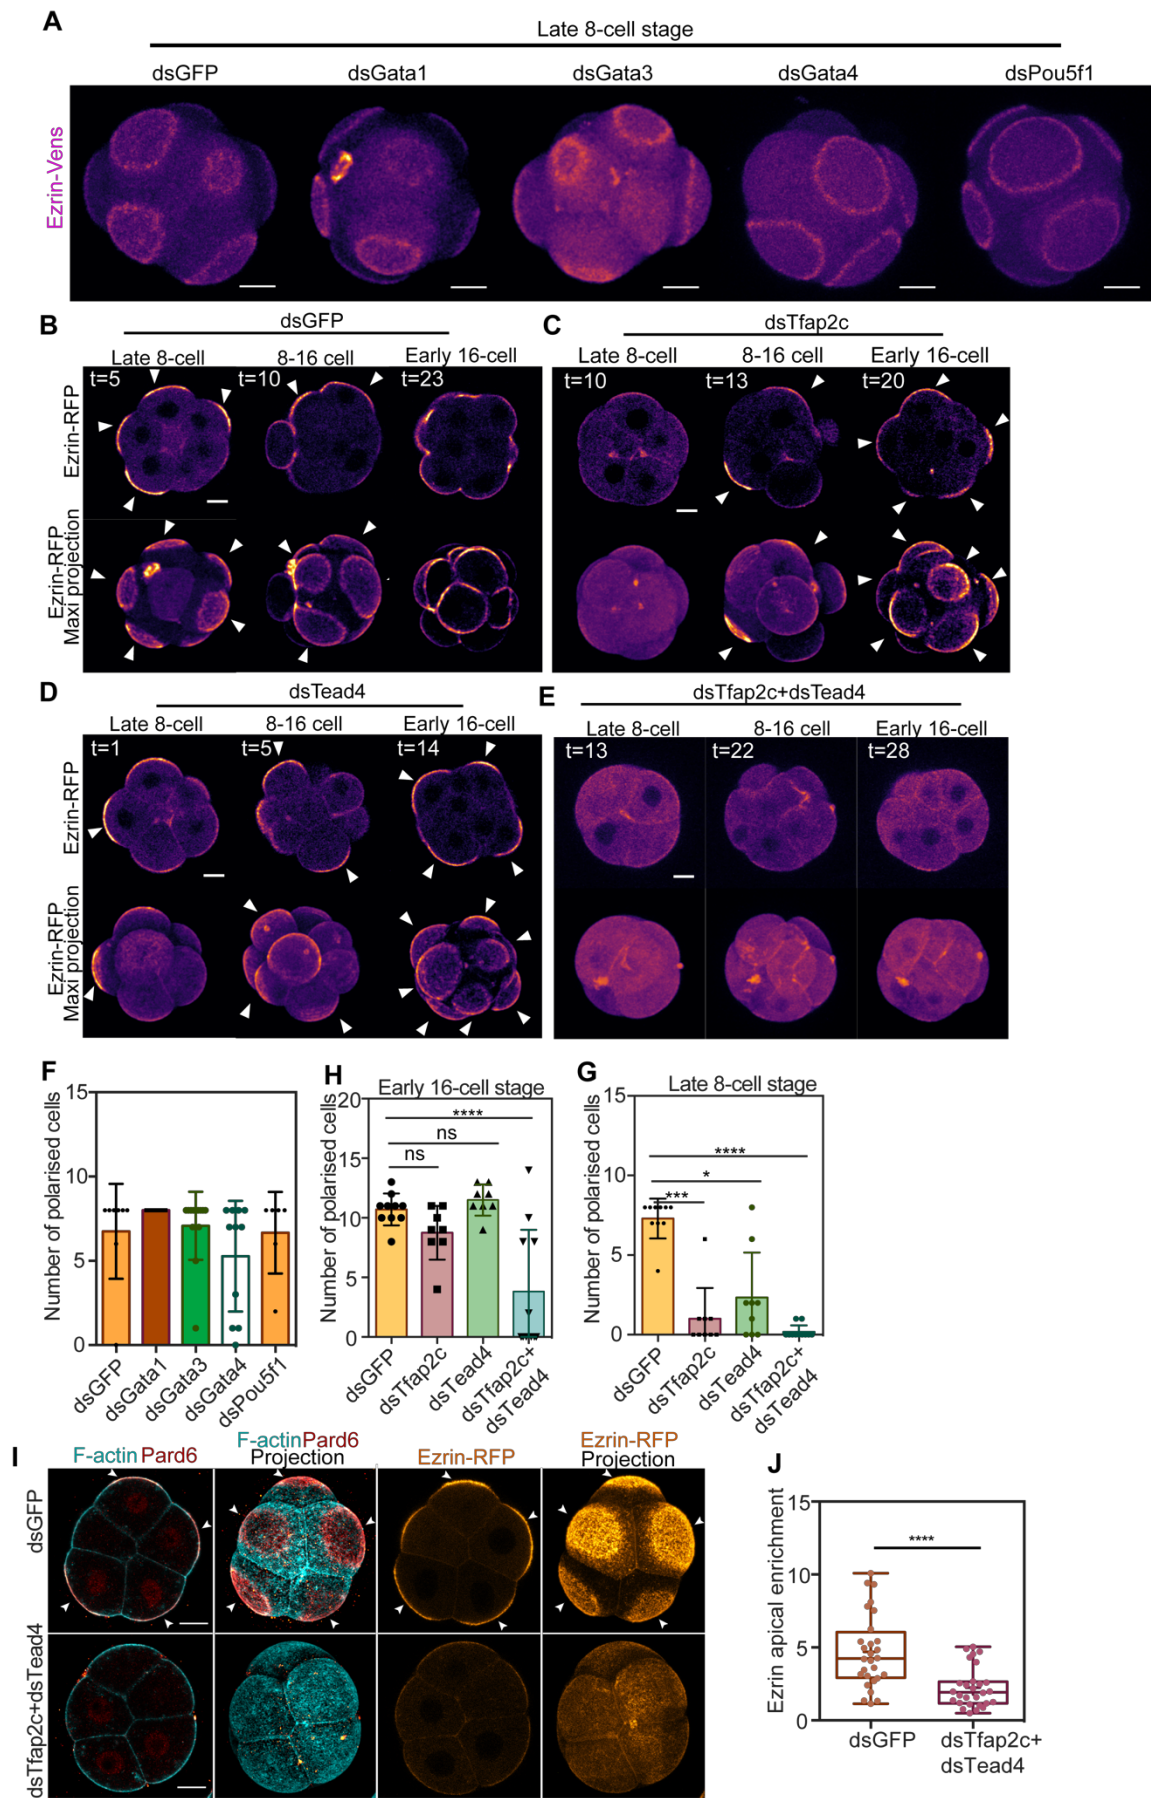 A
Late 8-cell stage
dsGFP dsGata1 dsGata3 dsGata4 dsPou5f1
Ezrin-Vens
B
dsGFP
Late 8-cell 8-16 cell Early 16-cell
t=5 t=10 t=23
Ezrin-RFP
Ezrin-RFP
Maxi projection
C
dsTfap2c
Late 8-cell 8-16 cell Early 16-cell
t=10 t=13 t=20
D
dsTead4
Late 8-cell 8-16 cell Early 16-cell
t=1 t=5 t=14
Ezrin-RFP
Ezrin-RFP
Maxi projection
E
dsTfap2c+dsTead4
Late 8-cell 8-16 cell Early 16-cell
t=13 t=22 t=28
F
Number of polarised cells
15
10
5
0
dsGFP
dsGata1
dsGata3
dsGata4
dsPou5f1
H
Early 16-cell stage
Number of polarised cells
20
15
10
5
0
****
ns
ns
dsGFP
dsTfap2c
dsTead4
dsTfap2c+
dsTead4
G
Late 8-cell stage
Number of polarised cells
15
10
5
0
****
*
***
dsGFP
dsTfap2c
dsTead4
dsTfap2c+
dsTead4
I
F-actin Pard6
F-actin Pard6
Projection
Ezrin-RFP
Ezrin-RFP
Projection
dsGFP
dsTfap2c+dsTead4
J
Ezrin apical enrichment
15
10
5
0
****
dsGFP
dsTfap2c+
dsTead4